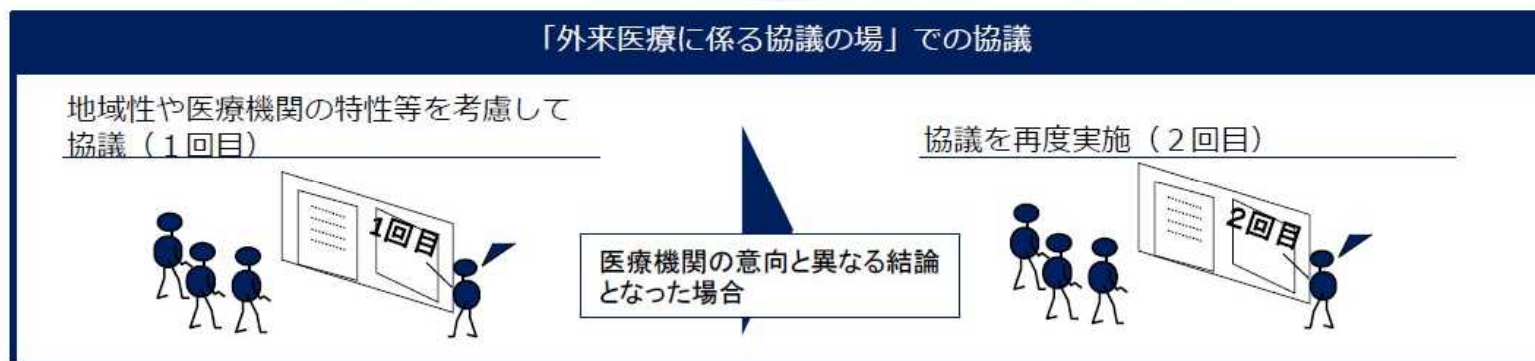 「外来医療に係る協議の場」での協議
地域性や医療機関の特性等を考慮して
協議（１回目）
1回目
医療機関の意向と異なる結論
となった場合
協議を再度実施（２回目）
2回目